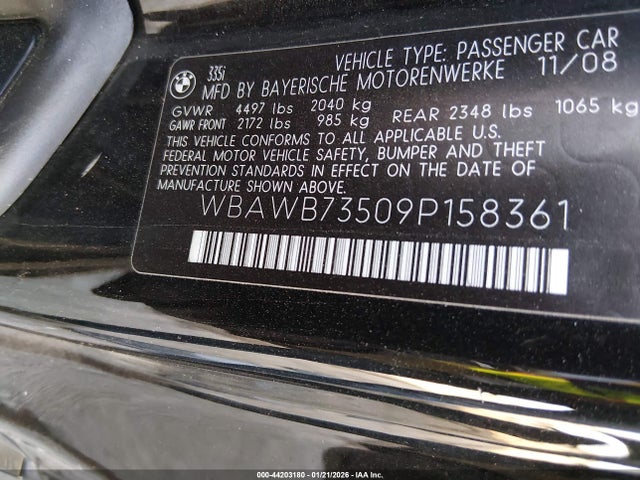 BMW
335i
VEHICLE TYPE: PASSENGER CAR
MFD BY BAYERISCHE MOTORENWERKE 11/08
GVWR 4497 lbs 2040 kg
GAWR FRONT 2172 lbs 985 kg REAR 2348 lbs 1065 kg
THIS VEHICLE CONFORMS TO ALL APPLICABLE U.S.
FEDERAL MOTOR VEHICLE SAFETY, BUMPER AND THEFT
PREVENTION STANDARDS IN EFFECT ON THE DATE OF
MANUFACTURE SHOWN ABOVE.
WBAWB73509P158361
000-44203180 - 01/21/2026 - IAA Inc.